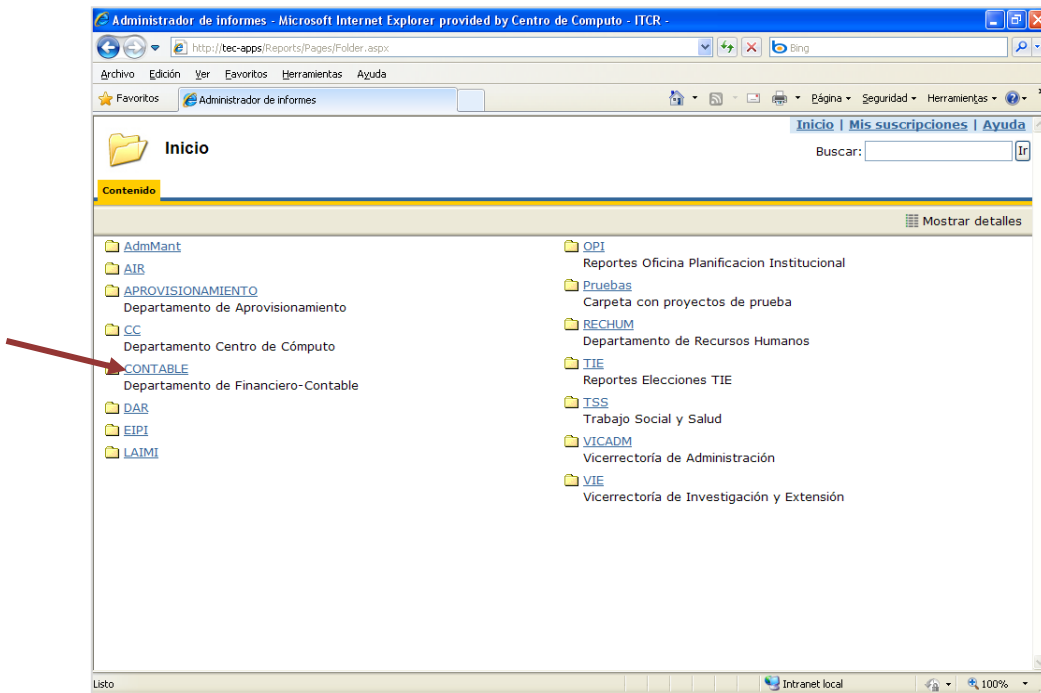 Administrador de informes - Microsoft Internet Explorer provided by Centro de Computo - ITCR -
http://tec-apps/Reports/Pages/Folder.aspx
Bing
Archivo Edición Ver Favoritos Herramientas Ayuda
Favoritos
Administrador de informes
Página
Seguridad
Herramientas
Inicio | Mis suscripciones | Ayuda
Inicio
Buscar:
Ir
Contenido
Mostrar detalles
AdmMant
AIR
APROVISIONAMIENTO
Departamento de Aprovisionamiento
CC
Departamento Centro de Cómputo
CONTABLE
Departamento de Financiero-Contable
DAR
EIPI
LAIMI
OPI
Reportes Oficina Planificacion Institucional
Pruebas
Carpeta con proyectos de prueba
RECHUM
Departamento de Recursos Humanos
TIE
Reportes Elecciones TIE
TSS
Trabajo Social y Salud
VICADM
Vicerrectoría de Administración
VIE
Vicerrectoría de Investigación y Extensión
Listo
Intranet local
100%